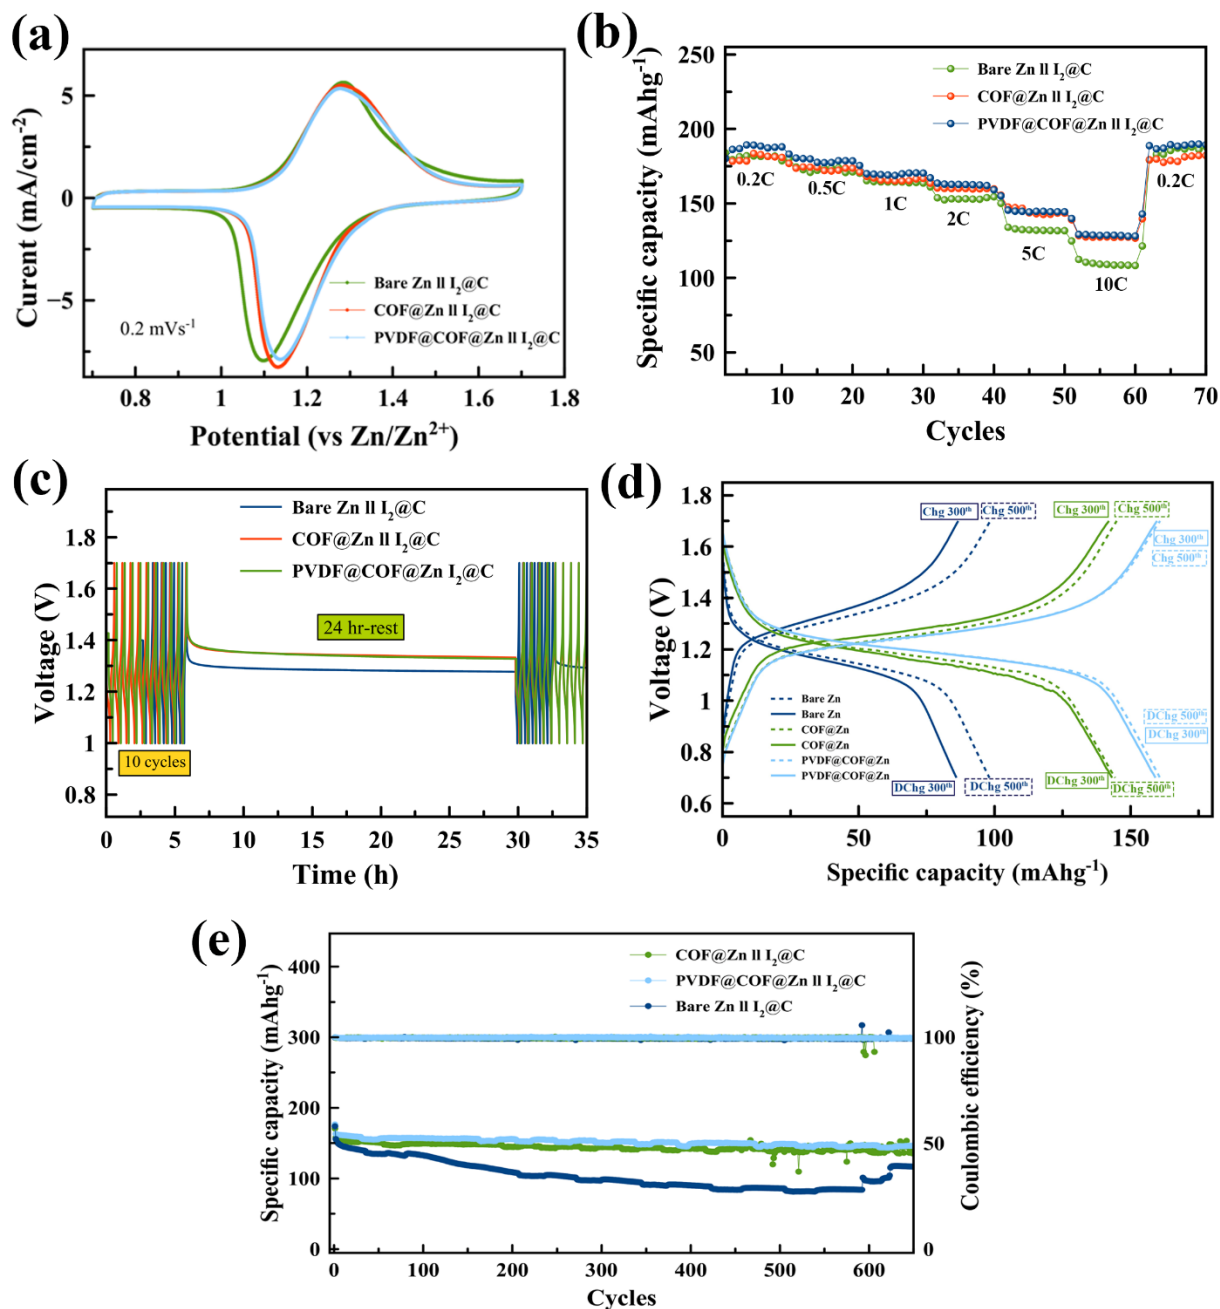 (a)
5
0
−5
Curent (mA/cm⁻²)
Bare Zn ll I₂@C
COF@Zn ll I₂@C
PVDF@COF@Zn ll I₂@C
0.2 mVs⁻¹
0.8 1 1.2 1.4 1.6 1.8
Potential (vs Zn/Zn²⁺)
(b)
250
200
150
100
50
Specific capacity (mAhg⁻¹)
Bare Zn ll I₂@C
COF@Zn ll I₂@C
PVDF@COF@Zn ll I₂@C
0.2C 0.5C 1C 2C 5C 10C 0.2C
10 20 30 40 50 60 70
Cycles
(c)
1.8
1.6
1.4
1.2
1
0.8
Voltage (V)
Bare Zn ll I₂@C
COF@Zn ll I₂@C
PVDF@COF@Zn I₂@C
24 hr-rest
10 cycles
0 5 10 15 20 25 30 35
Time (h)
(d)
1.8
1.6
1.4
1.2
1
0.8
0.6
Voltage (V)
Chg 300ᵗʰ Chg 500ᵗʰ Chg 300ᵗʰ Chg 500ᵗʰ
Chg 300ᵗʰ
Chg 500ᵗʰ
Bare Zn
Bare Zn
COF@Zn
COF@Zn
PVDF@COF@Zn
PVDF@COF@Zn
DChg 500ᵗʰ
DChg 300ᵗʰ
DChg 300ᵗʰ DChg 500ᵗʰ DChg 300ᵗʰ DChg 500ᵗʰ
0 50 100 150
Specific capacity (mAhg⁻¹)
(e)
400
300
200
100
0
Specific capacity (mAhg⁻¹)
COF@Zn ll I₂@C
PVDF@COF@Zn ll I₂@C
Bare Zn ll I₂@C
100
50
0
Coulombic efficiency (%)
0 100 200 300 400 500 600
Cycles